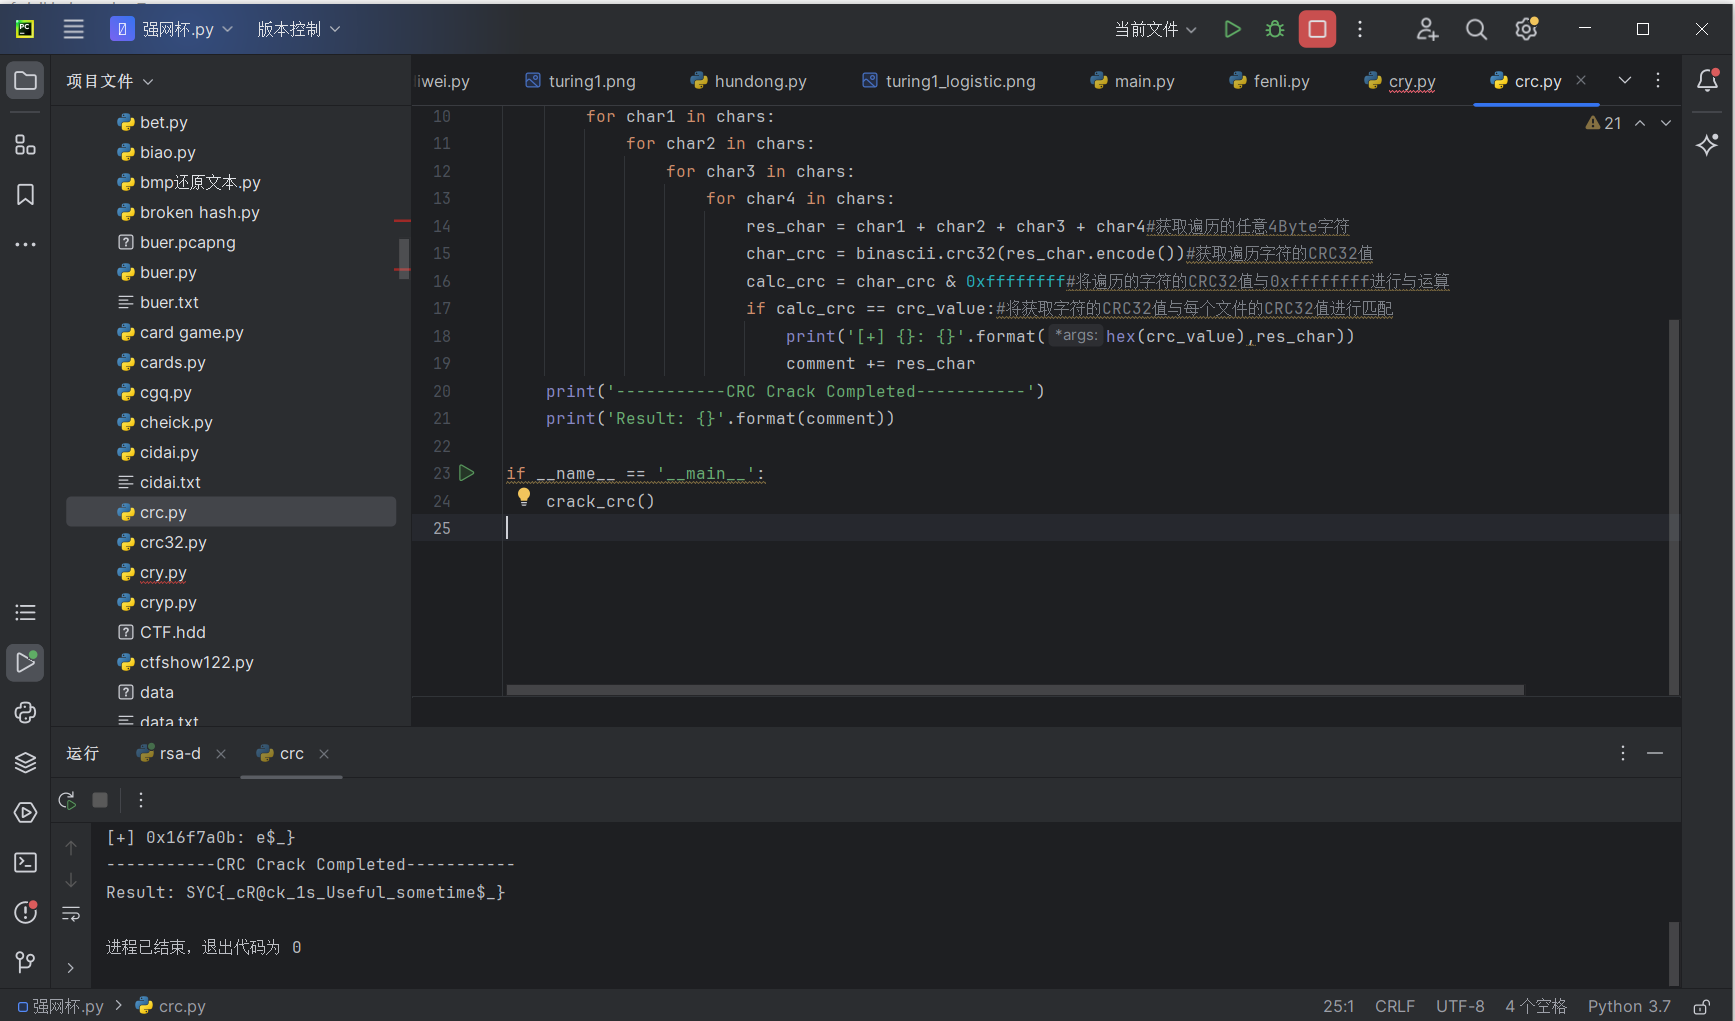 强网杯.py
版本控制
当前文件
项目文件
iwei.py
turing1.png
hundong.py
turing1_logistic.png
main.py
fenli.py
cry.py
crc.py
bet.py
biao.py
bmp还原文本.py
broken hash.py
buer.pcapng
buer.py
buer.txt
card game.py
cards.py
cgq.py
cheick.py
cidai.py
cidai.txt
crc.py
crc32.py
cry.py
cryp.py
CTF.hdd
ctfshow122.py
data
data.txt
21
10 for char1 in chars:
11 for char2 in chars:
12 for char3 in chars:
13 for char4 in chars:
14 res_char = char1 + char2 + char3 + char4#获取遍历的任意4Byte字符
15 char_crc = binascii.crc32(res_char.encode())#获取遍历字符的CRC32值
16 calc_crc = char_crc & 0xffffffff#将遍历的字符的CRC32值与0xffffffff进行与运算
17 if calc_crc == crc_value:#将获取字符的CRC32值与每个文件的CRC32值进行匹配
18 print('[+] {}: {}'.format( *args: hex(crc_value),res_char))
19 comment += res_char
20 print('-----------CRC Crack Completed-----------')
21 print('Result: {}'.format(comment))
22
23 if __name__ == '__main__':
24 crack_crc()
25
运行
rsa-d
crc
[+] 0x16f7a0b: e$_}
-----------CRC Crack Completed-----------
Result: SYC{_cR@ck_1s_Useful_sometime$_}
进程已结束，退出代码为 0
强网杯.py
crc.py
25:1
CRLF
UTF-8
4 个空格
Python 3.7